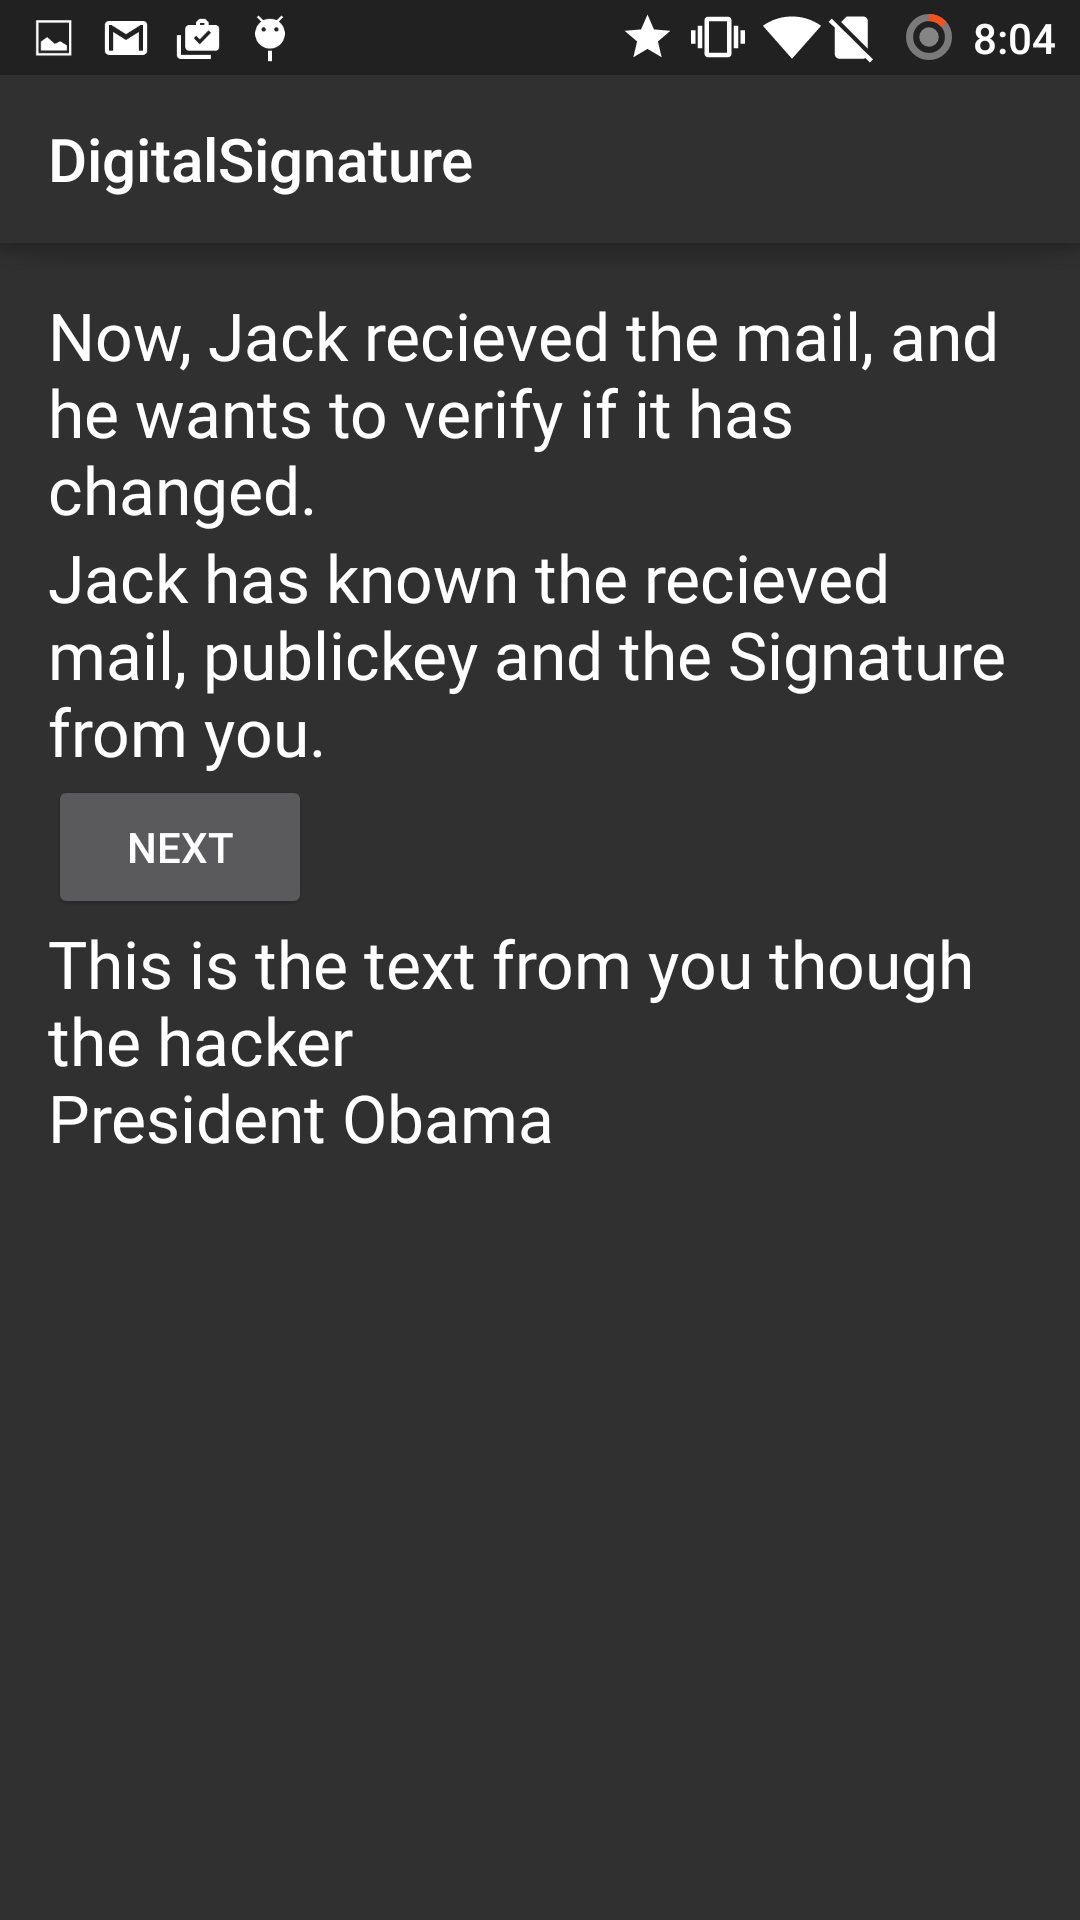 8:04
DigitalSignature
Now, Jack recieved the mail, and
he wants to verify if it has
changed.
Jack has known the recieved
mail, publickey and the Signature
from you.
NEXT
This is the text from you though
the hacker
President Obama